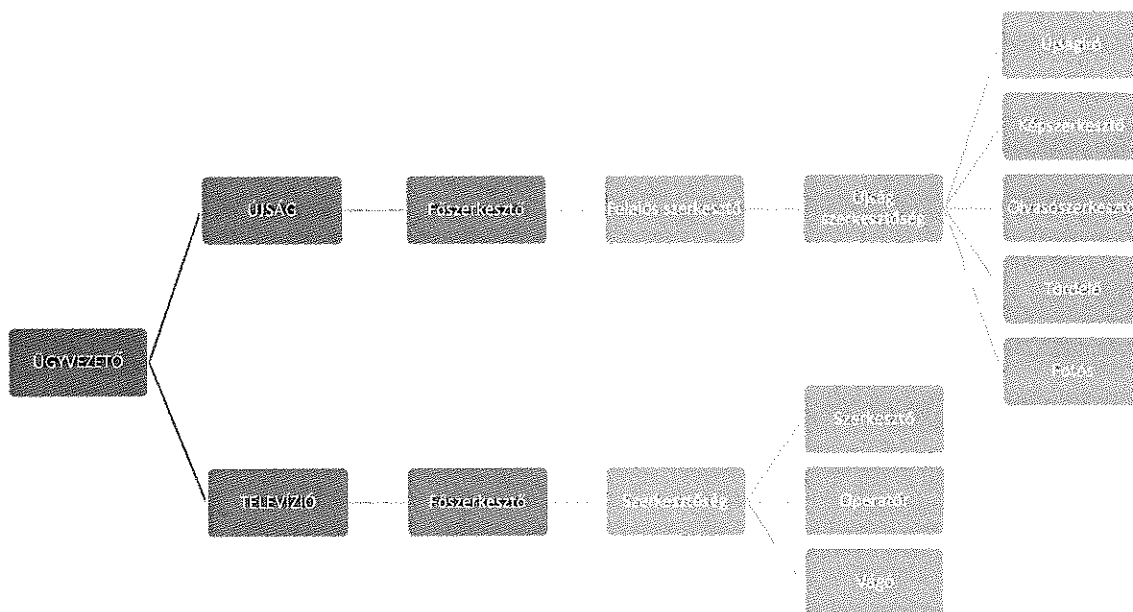 Újságíró
Képszerkesztő
ÚJSÁG
Főszerkesztő
Felelős szerkesztő
Újság
szerkesztőség
Olvasószerkesztő
Tördelő
Fotós
ÜGYVEZETŐ
Szerkesztő
TELEVÍZIÓ
Főszerkesztő
Szerkesztőség
Operatőr
Vágó